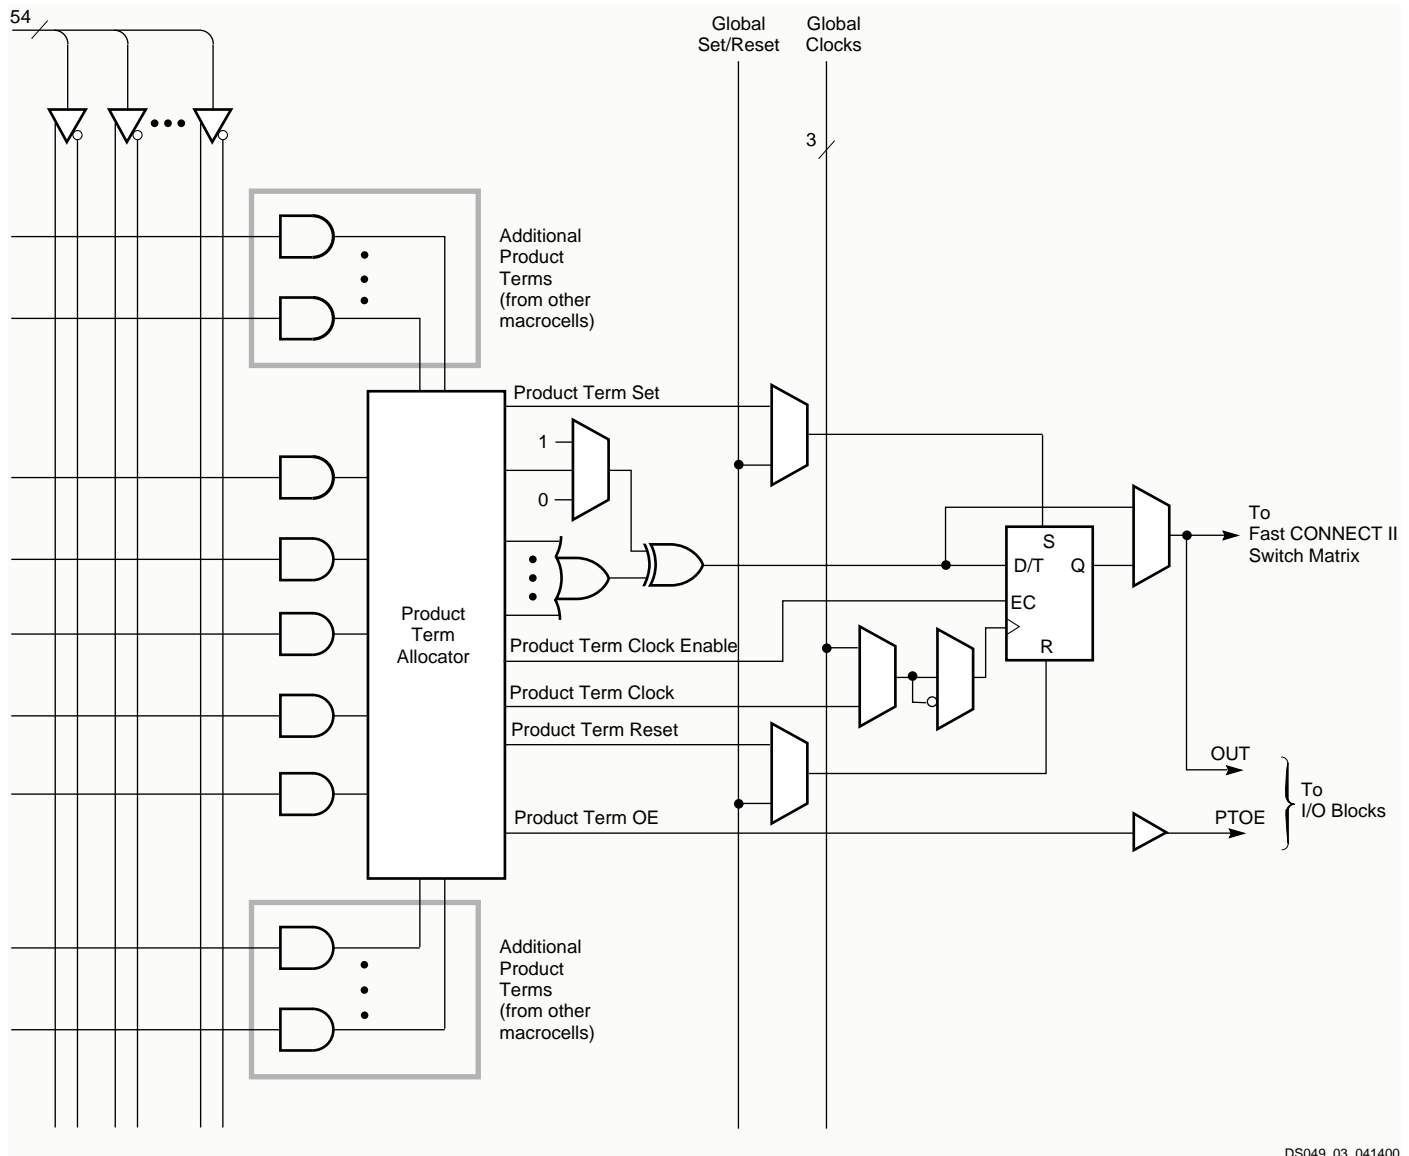 54
Global
Set/Reset
Global
Clocks
3
Additional
Product
Terms
(from other
macrocells)
Product Term Set
1
0
To
Fast CONNECT II
Switch Matrix
S
D/T
Q
EC
R
Product
Term
Allocator
Product Term Clock Enable
Product Term Clock
Product Term Reset
OUT
To
I/O Blocks
PTOE
Product Term OE
Additional
Product
Terms
(from other
macrocells)
DS049_03_041400